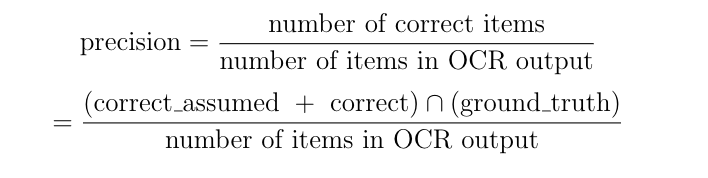 precision = number of correct items
number of items in OCR output
= (correct_assumed + correct) ∩ (ground_truth)
number of items in OCR output